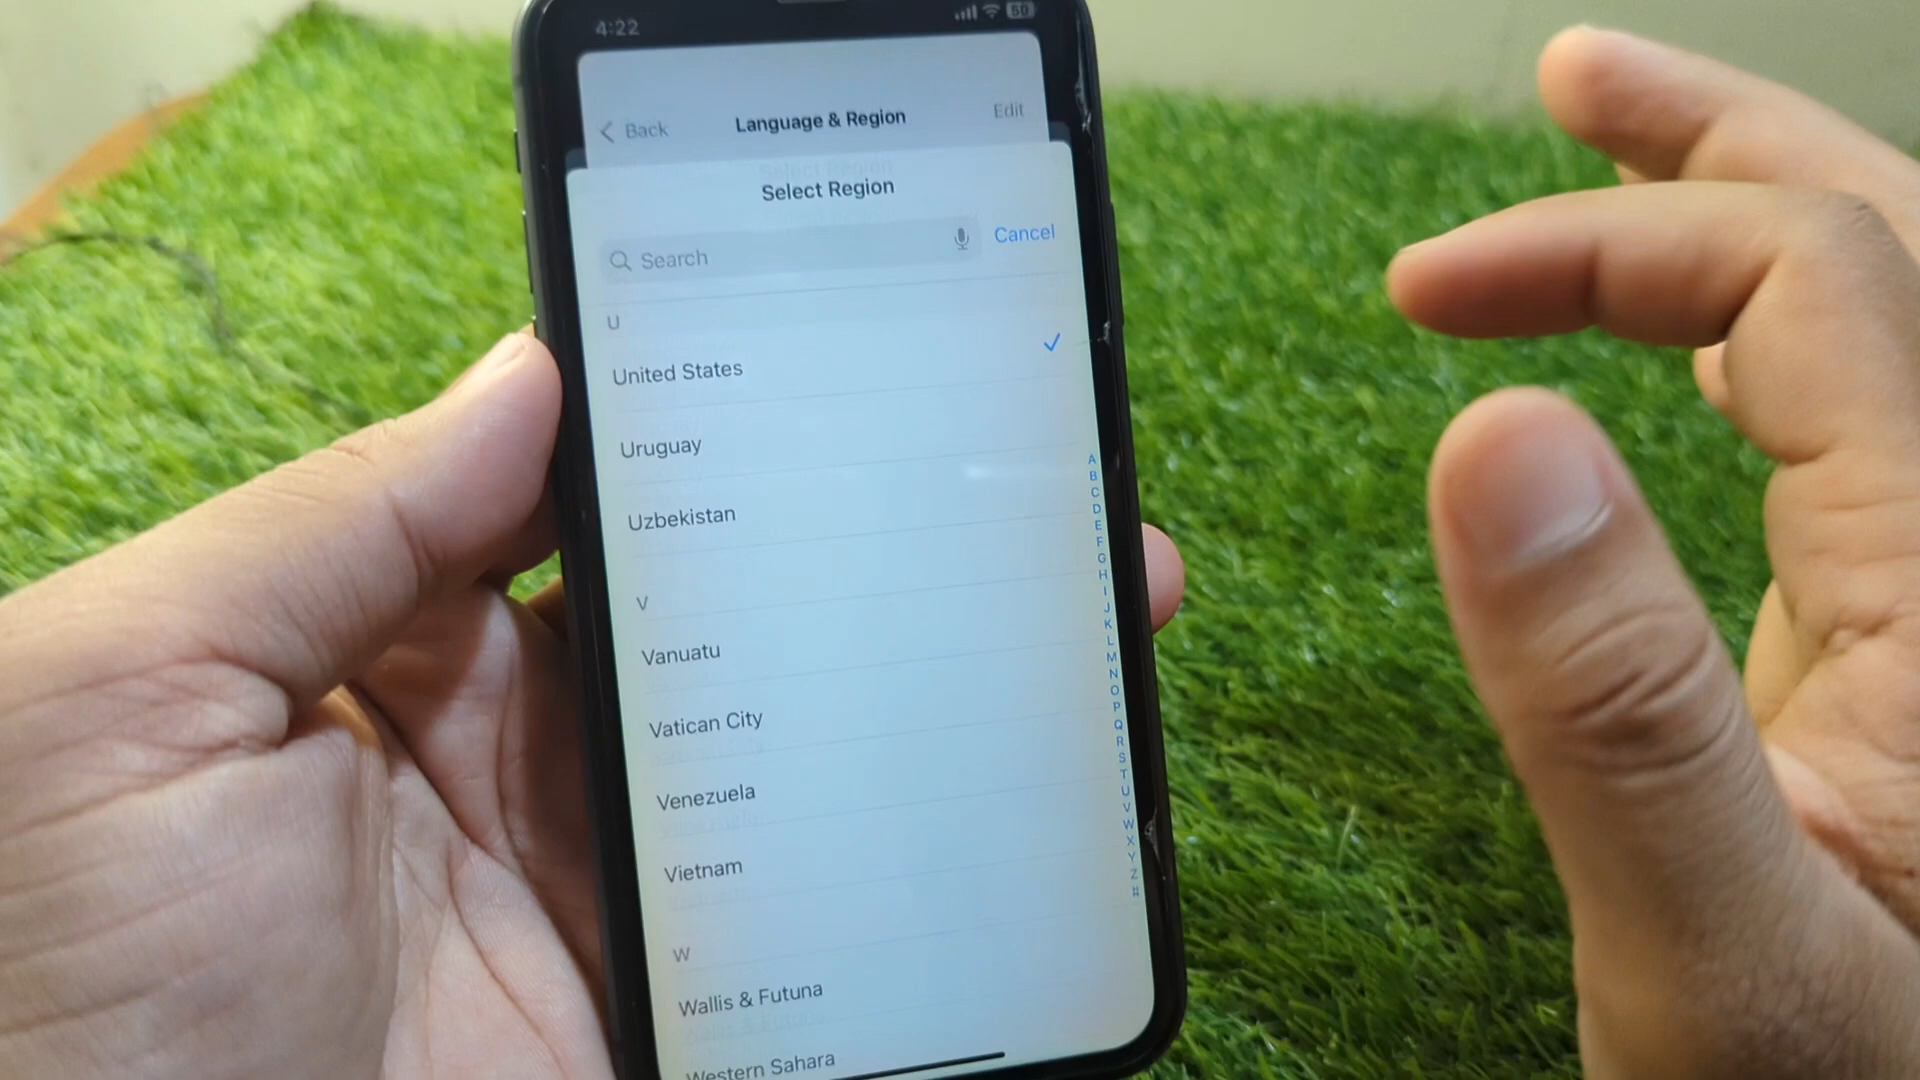 4:22
50
Back
Language & Region
Edit
Select Region
Search
Cancel
U
United States
Uruguay
Uzbekistan
V
Vanuatu
Vatican City
Venezuela
Vietnam
W
Wallis & Futuna
Western Sahara
A
B
C
D
E
F
G
H
I
J
K
L
M
N
O
P
Q
R
S
T
U
V
W
X
Y
Z
#